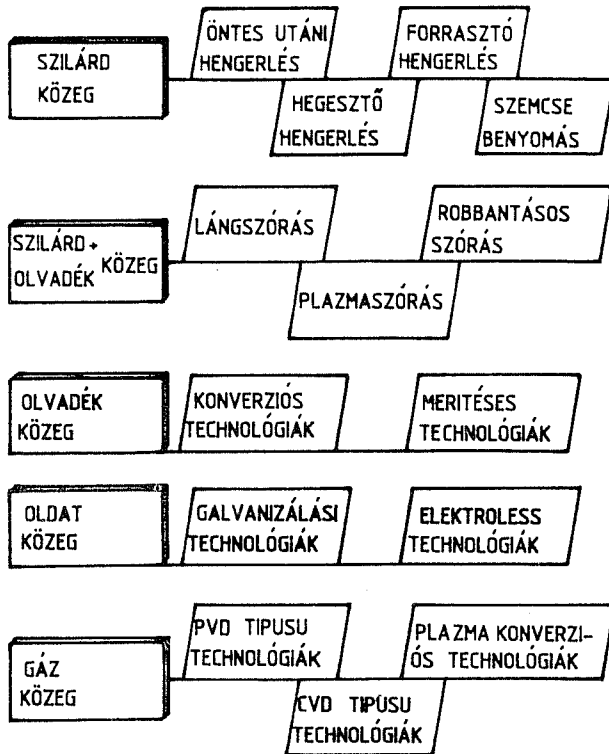 SZILÁRD
KÖZEG
ÖNTES UTÁNI
HENGERLÉS
HEGESZTŐ
HENGERLÉS
FORRASZTÓ
HENGERLÉS
SZEMCSE
BENYOMÁS
SZILÁRD+
OLVADÉK KÖZEG
LÁNGSZÓRÁS
PLAZMASZÓRÁS
ROBBANTÁSOS
SZÓRÁS
OLVADÉK
KÖZEG
KONVERZIÓS
TECHNOLÓGIÁK
MERITÉSES
TECHNOLÓGIÁK
OLDAT
KÖZEG
GALVANIZÁLÁSI
TECHNOLÓGIÁK
ELEKTROLESS
TECHNOLÓGIÁK
GÁZ
KÖZEG
PVD TIPUSU
TECHNOLÓGIÁK
CVD TIPUSU
TECHNOLÓGIÁK
PLAZMA KONVERZI-
ÓS TECHNOLÓGIÁK